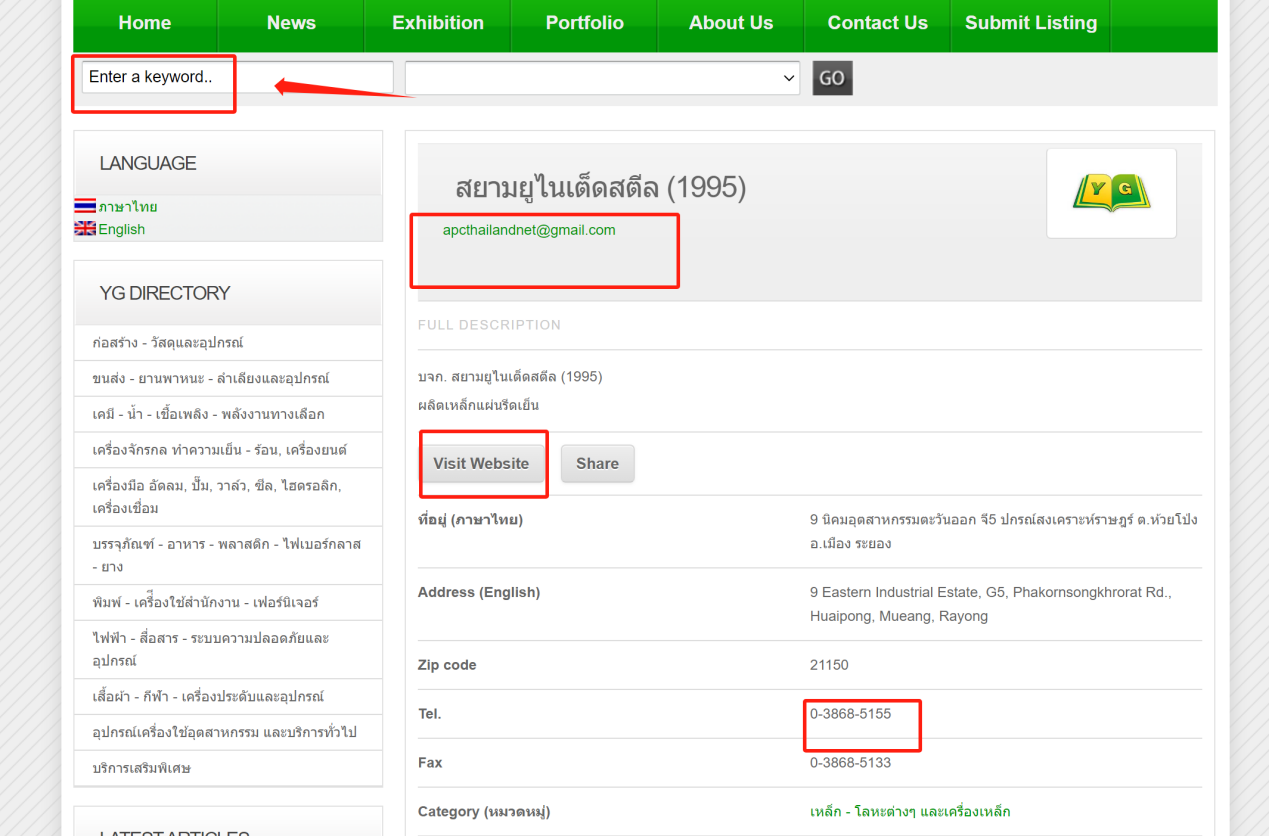 Home News Exhibition Portfolio About Us Contact Us Submit Listing
Enter a keyword.. GO
LANGUAGE
ภาษาไทย
English
YG DIRECTORY
ก่อสร้าง - วัสดุและอุปกรณ์
ขนส่ง - ยานพาหนะ - ลำเลียงและอุปกรณ์
เคมี - น้ำ - เชื้อเพลิง - พลังงานทางเลือก
เครื่องจักรกล ทำความเย็น - ร้อน, เครื่องยนต์
เครื่องมือ อัดลม, ปั๊ม, วาล์ว, ซีล, ไฮดรอลิก,
เครื่องเชื่อม
บรรจุภัณฑ์ - อาหาร - พลาสติก - ไฟเบอร์กลาส
- ยาง
พิมพ์ - เครื่ื่องใช้สำนักงาน - เฟอร์นิเจอร์
ไฟฟ้า - สื่อสาร - ระบบความปลอดภัยและ
อุปกรณ์
เสื้อผ้า - กีฬา - เครื่องประดับและอุปกรณ์
อุปกรณ์เครื่องใช้อุตสาหกรรม และบริการทั่วไป
บริการเสริมพิเศษ
LATEST ARTICLES
สยามยูไนเต็ดสตีล (1995)
YG
apcthailandnet@gmail.com
FULL DESCRIPTION
บจก. สยามยูไนเต็ดสตีล (1995)
ผลิตเหล็กแผ่นรีดเย็น
Visit Website Share
ที่อยู่ (ภาษาไทย) 9 นิคมอุตสาหกรรมตะวันออก จี5 ปกรณ์สงเคราะห์ราษฎร์ ต.ห้วยโป่ง
อ.เมือง ระยอง
Address (English) 9 Eastern Industrial Estate, G5, Phakornsongkhrorat Rd.,
Huaipong, Mueang, Rayong
Zip code 21150
Tel. 0-3868-5155
Fax 0-3868-5133
Category (หมวดหมู่) เหล็ก - โลหะต่างๆ และเครื่องเหล็ก